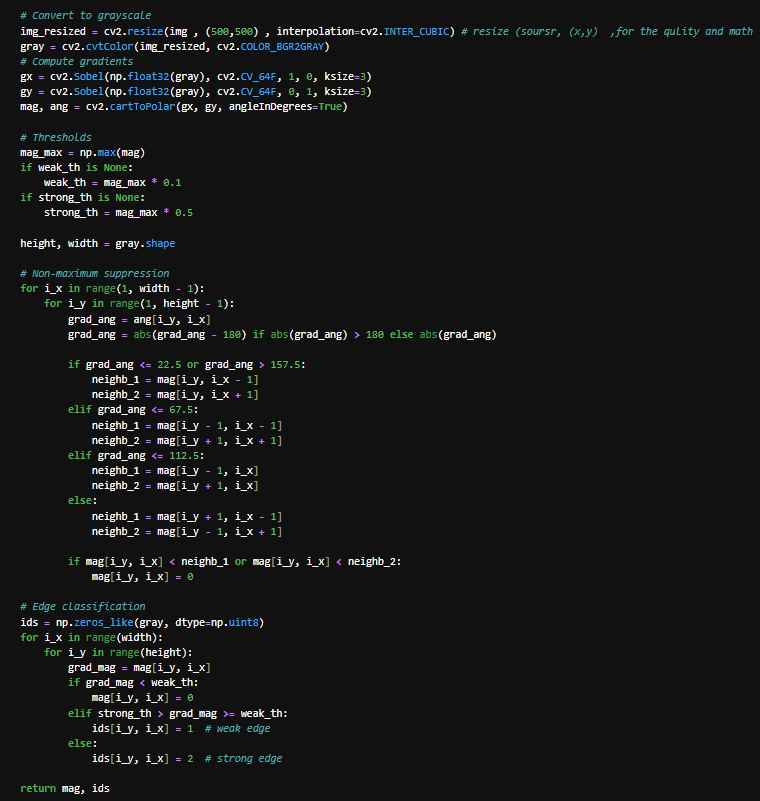 # Convert to grayscale
img_resized = cv2.resize(img , (500,500) , interpolation=cv2.INTER_CUBIC) # resize (soursr, (x,y)  ,for the qulity and math
gray = cv2.cvtColor(img_resized, cv2.COLOR_BGR2GRAY)
# Compute gradients
gx = cv2.Sobel(np.float32(gray), cv2.CV_64F, 1, 0, ksize=3)
gy = cv2.Sobel(np.float32(gray), cv2.CV_64F, 0, 1, ksize=3)
mag, ang = cv2.cartToPolar(gx, gy, angleInDegrees=True)

# Thresholds
mag_max = np.max(mag)
if weak_th is None:
    weak_th = mag_max * 0.1
if strong_th is None:
    strong_th = mag_max * 0.5

height, width = gray.shape

# Non-maximum suppression
for i_x in range(1, width - 1):
    for i_y in range(1, height - 1):
        grad_ang = ang[i_y, i_x]
        grad_ang = abs(grad_ang - 180) if abs(grad_ang) > 180 else abs(grad_ang)

        if grad_ang <= 22.5 or grad_ang > 157.5:
            neighb_1 = mag[i_y, i_x - 1]
            neighb_2 = mag[i_y, i_x + 1]
        elif grad_ang <= 67.5:
            neighb_1 = mag[i_y - 1, i_x - 1]
            neighb_2 = mag[i_y + 1, i_x + 1]
        elif grad_ang <= 112.5:
            neighb_1 = mag[i_y - 1, i_x]
            neighb_2 = mag[i_y + 1, i_x]
        else:
            neighb_1 = mag[i_y + 1, i_x - 1]
            neighb_2 = mag[i_y - 1, i_x + 1]

        if mag[i_y, i_x] < neighb_1 or mag[i_y, i_x] < neighb_2:
            mag[i_y, i_x] = 0

# Edge classification
ids = np.zeros_like(gray, dtype=np.uint8)
for i_x in range(width):
    for i_y in range(height):
        grad_mag = mag[i_y, i_x]
        if grad_mag < weak_th:
            mag[i_y, i_x] = 0
        elif strong_th > grad_mag >= weak_th:
            ids[i_y, i_x] = 1  # weak edge
        else:
            ids[i_y, i_x] = 2  # strong edge

return mag, ids